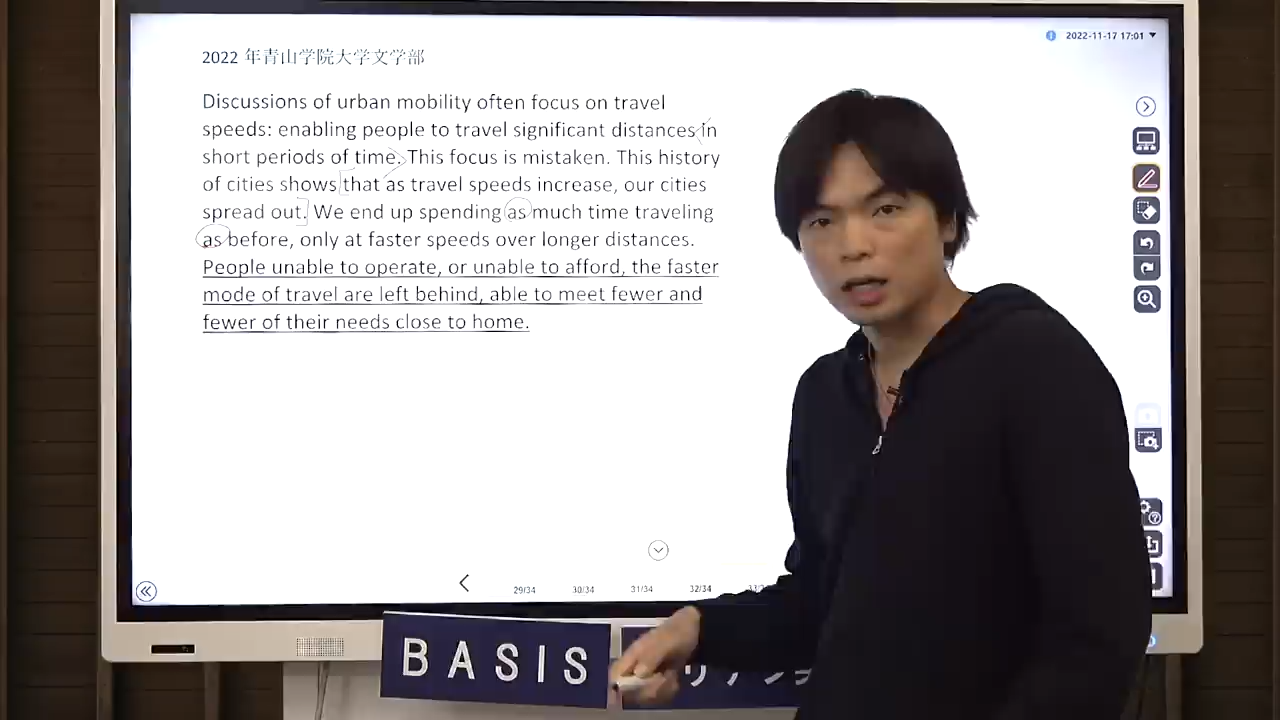 2022-11-17 17:01
2022 年青山学院大学文学部
Discussions of urban mobility often focus on travel
speeds: enabling people to travel significant distances in
short periods of time. This focus is mistaken. This history
of cities shows that as travel speeds increase, our cities
spread out. We end up spending as much time traveling
as before, only at faster speeds over longer distances.
People unable to operate, or unable to afford, the faster
mode of travel are left behind, able to meet fewer and
fewer of their needs close to home.
29/34 30/34 31/34 32/34
BASIS
リアン